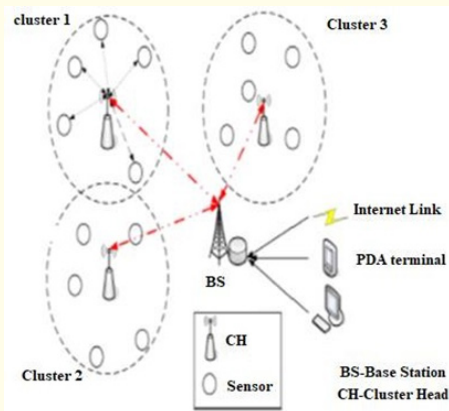 cluster 1
Cluster 3
Internet Link
PDA terminal
BS
CH
Sensor
Cluster 2
BS-Base Station
CH-Cluster Head